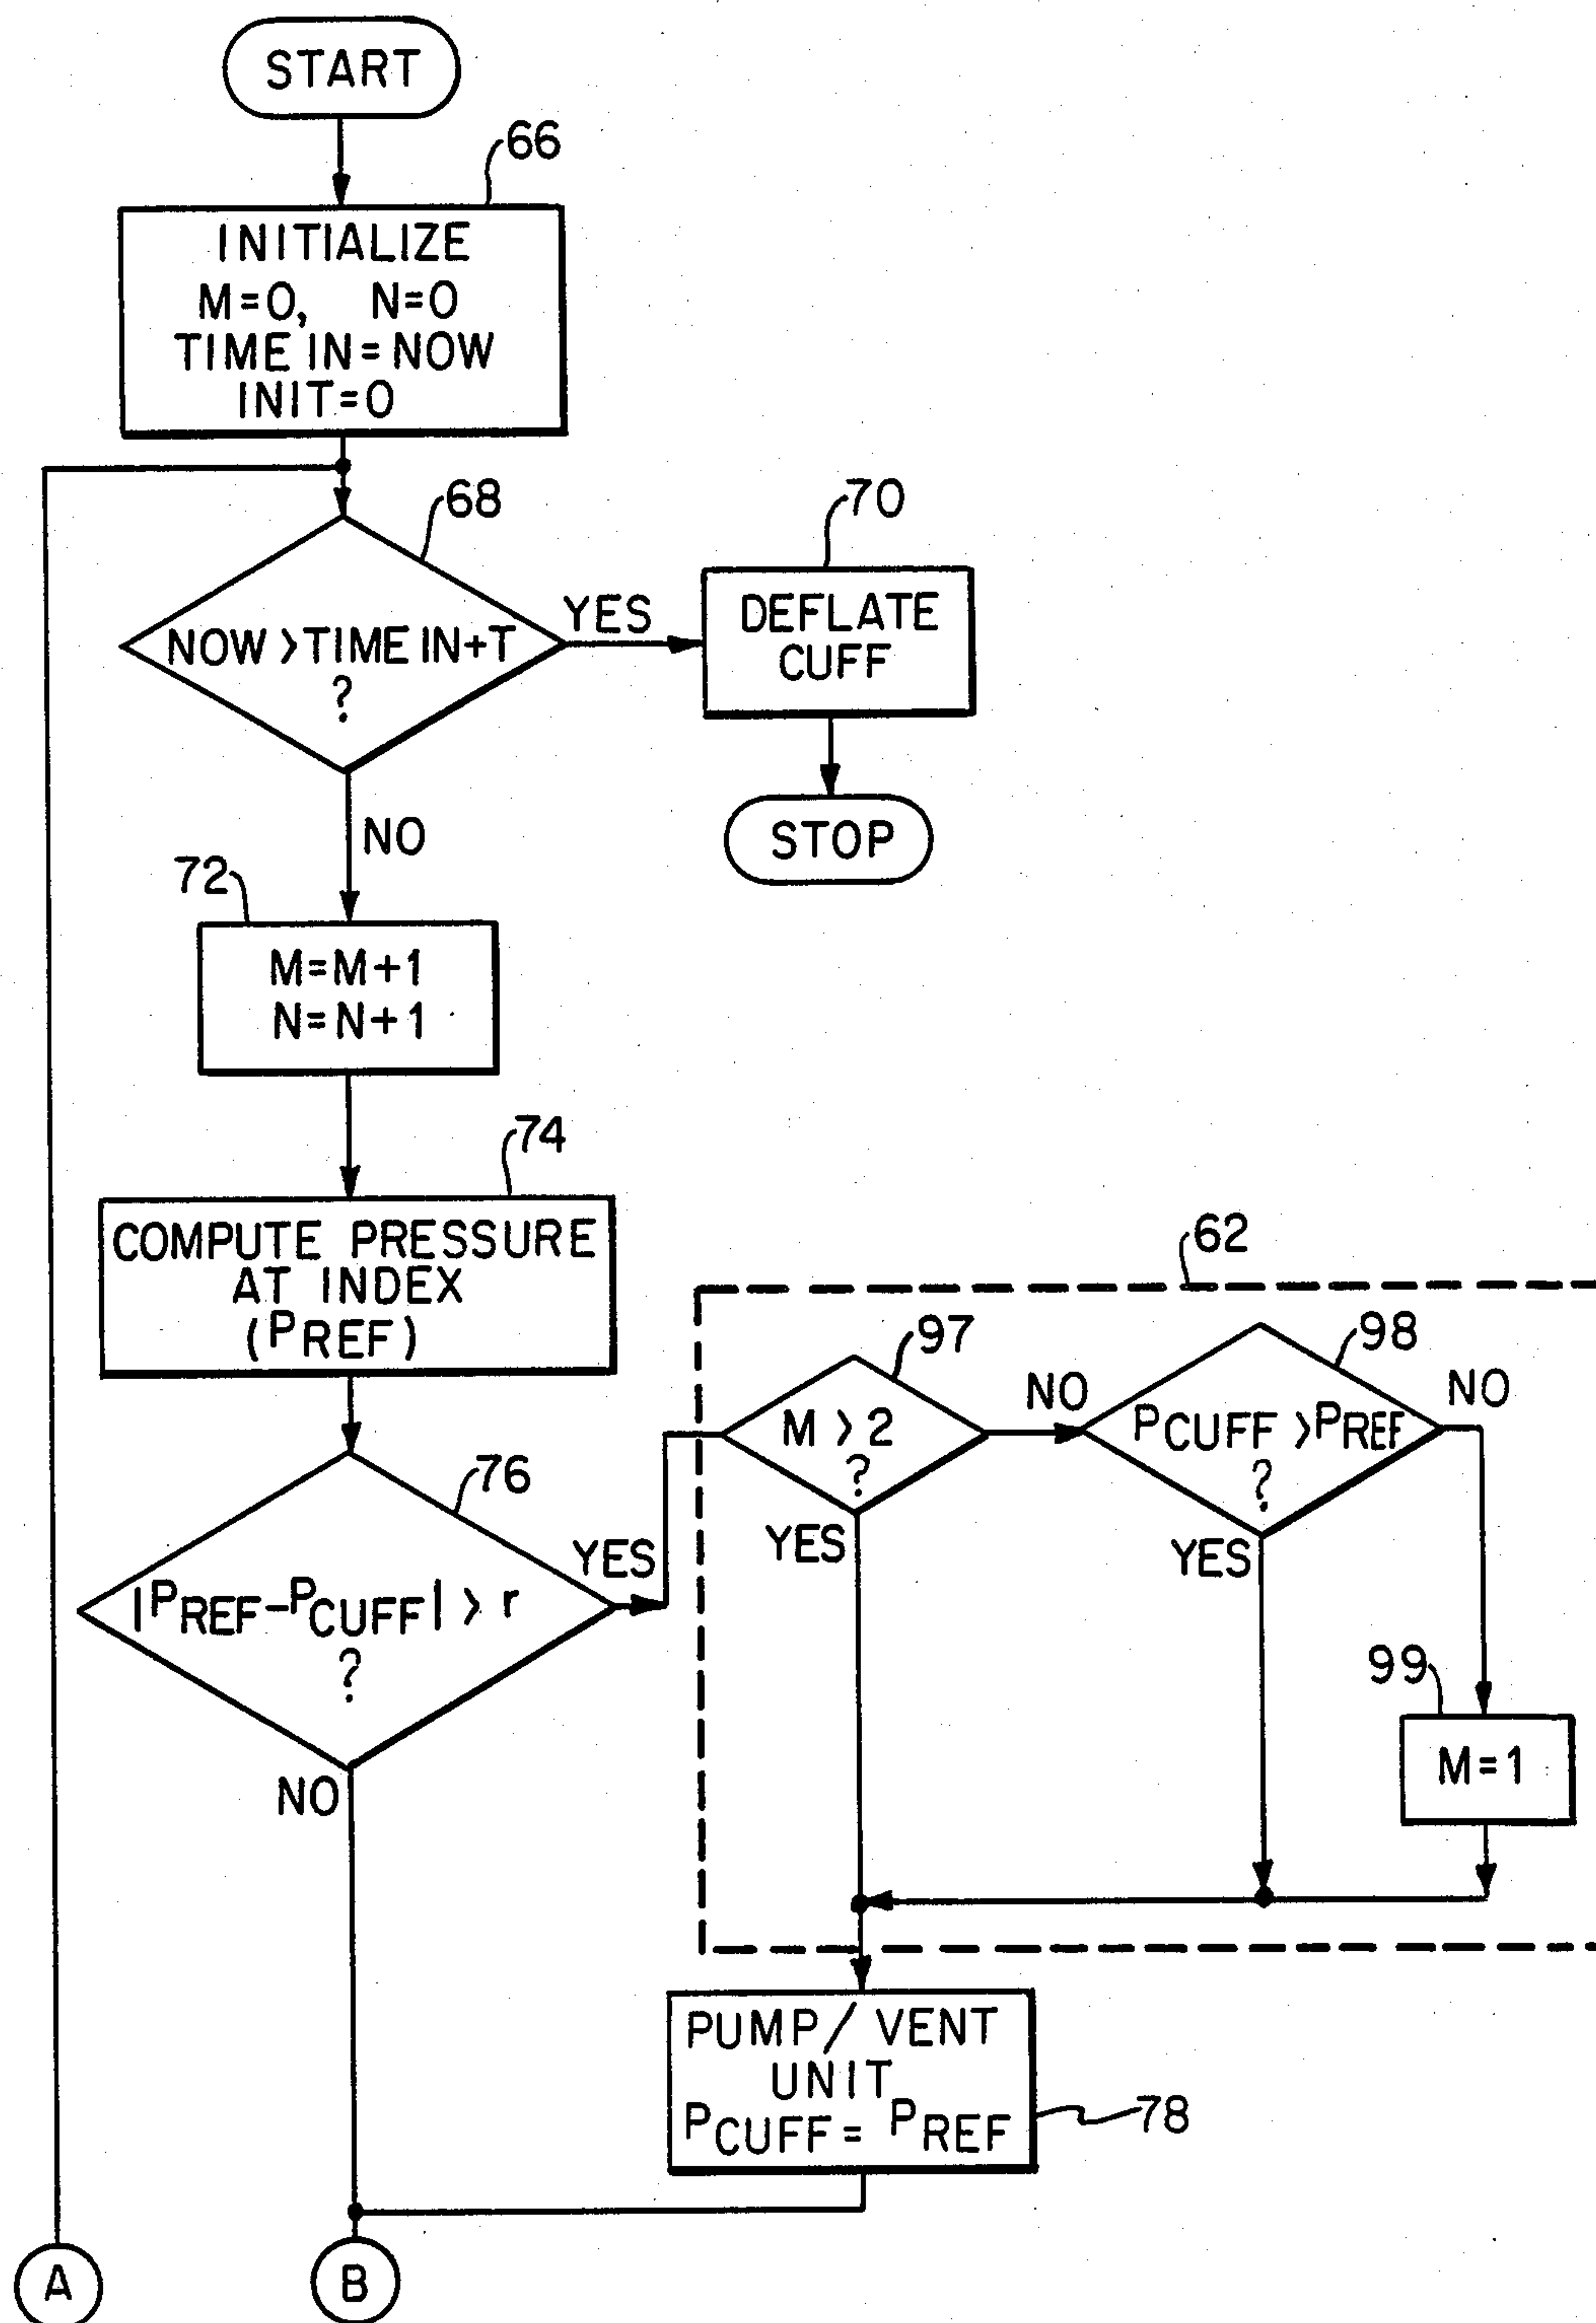 START
66
INITIALIZE
M=0, N=0
TIME IN=NOW
INIT=0
68
NOW >TIME IN+T
?
YES
70
DEFLATE
CUFF
STOP
NO
72
M=M+1
N=N+1
74
COMPUTE PRESSURE
AT INDEX
(PREF)
76
|PREF-PCUFF| > r
?
YES
NO
62
97
M > 2
?
NO
YES
98
PCUFF >PREF
?
NO
YES
99
M=1
PUMP/ VENT
UNIT
PCUFF= PREF
78
A
B